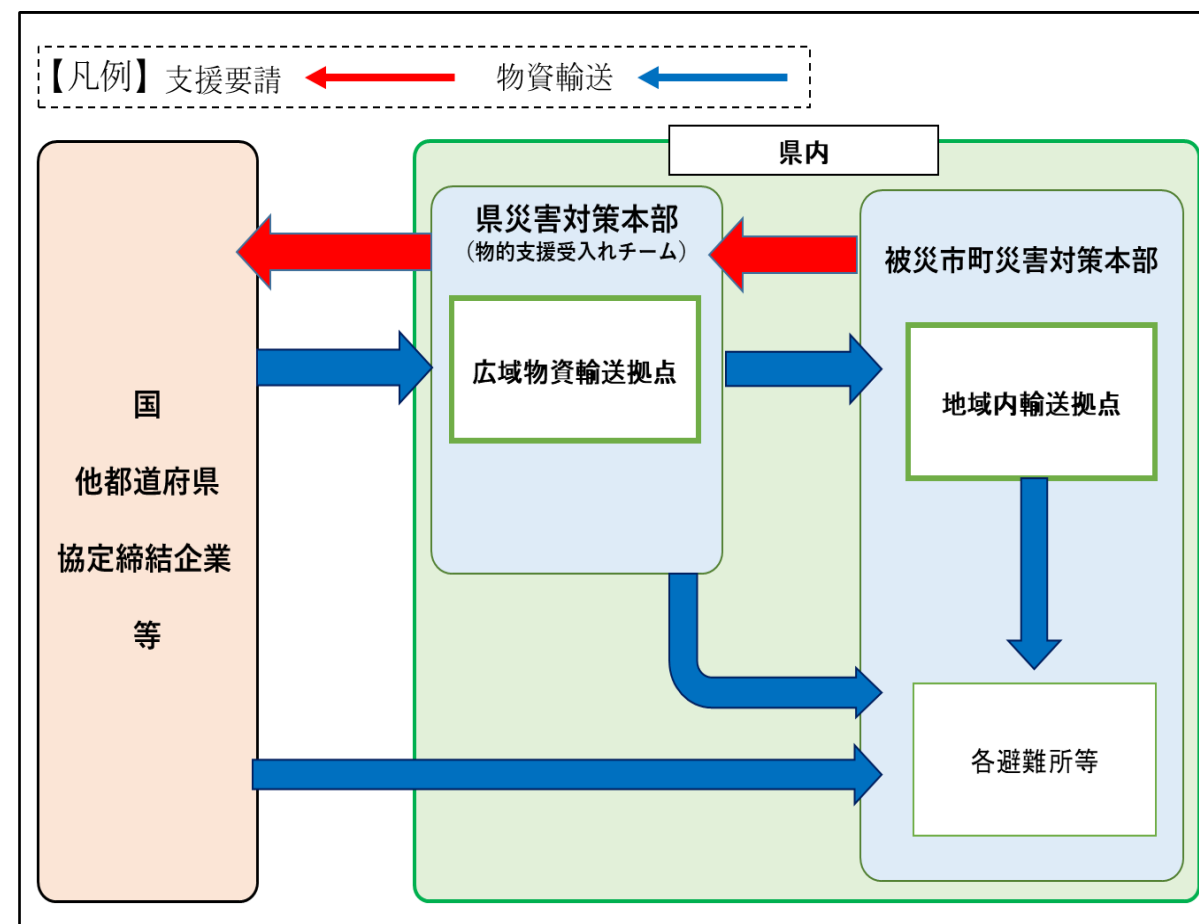 【凡例】支援要請 物資輸送
県内
県災害対策本部
（物的支援受入れチーム）
被災市町災害対策本部
広域物資輸送拠点
地域内輸送拠点
国
他都道府県
協定締結企業
等
各避難所等